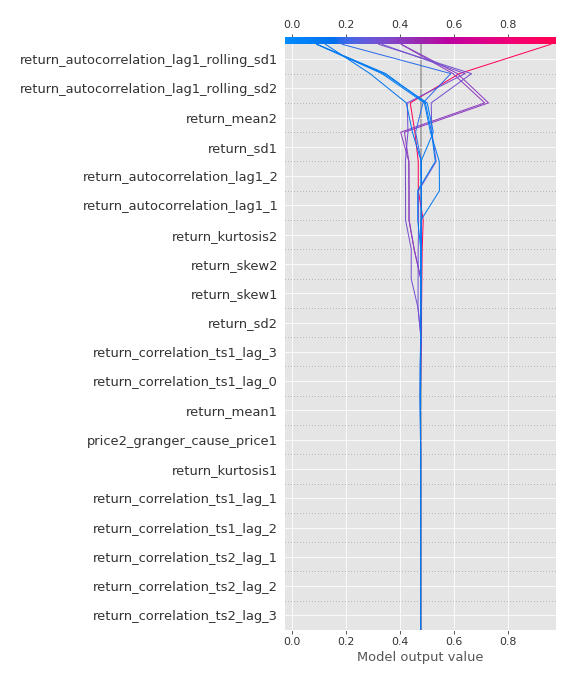 0.0 0.2 0.4 0.6 0.8
return_autocorrelation_lag1_rolling_sd1
return_autocorrelation_lag1_rolling_sd2
return_mean2
return_sd1
return_autocorrelation_lag1_2
return_autocorrelation_lag1_1
return_kurtosis2
return_skew2
return_skew1
return_sd2
return_correlation_ts1_lag_3
return_correlation_ts1_lag_0
return_mean1
price2_granger_cause_price1
return_kurtosis1
return_correlation_ts1_lag_1
return_correlation_ts1_lag_2
return_correlation_ts2_lag_1
return_correlation_ts2_lag_2
return_correlation_ts2_lag_3
0.0 0.2 0.4 0.6 0.8
Model output value